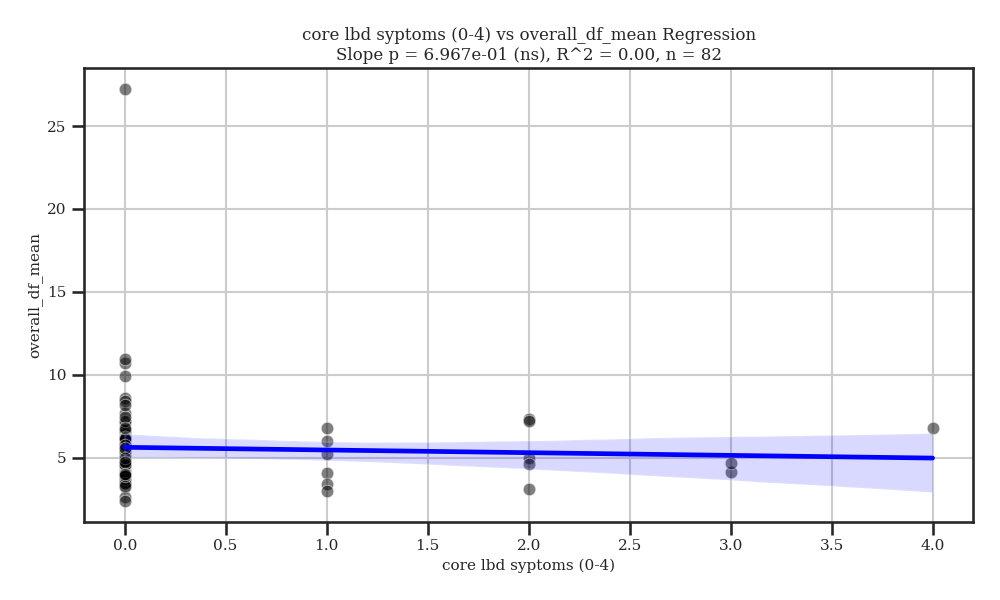 core lbd syptoms (0-4) vs overall_df_mean Regression
Slope p = 6.967e-01 (ns), R^2 = 0.00, n = 82
overall_df_mean
25
20
15
10
5
0.0 0.5 1.0 1.5 2.0 2.5 3.0 3.5 4.0
core lbd syptoms (0-4)